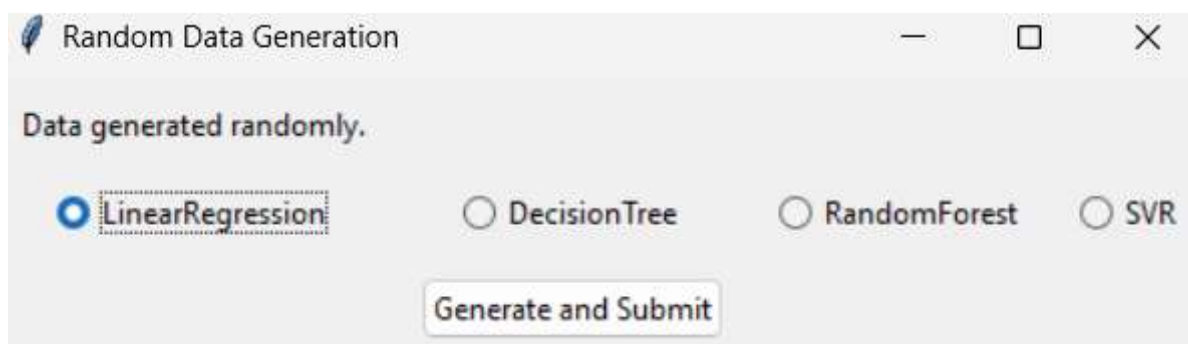 Random Data Generation
Data generated randomly.
LinearRegression DecisionTree RandomForest SVR
Generate and Submit